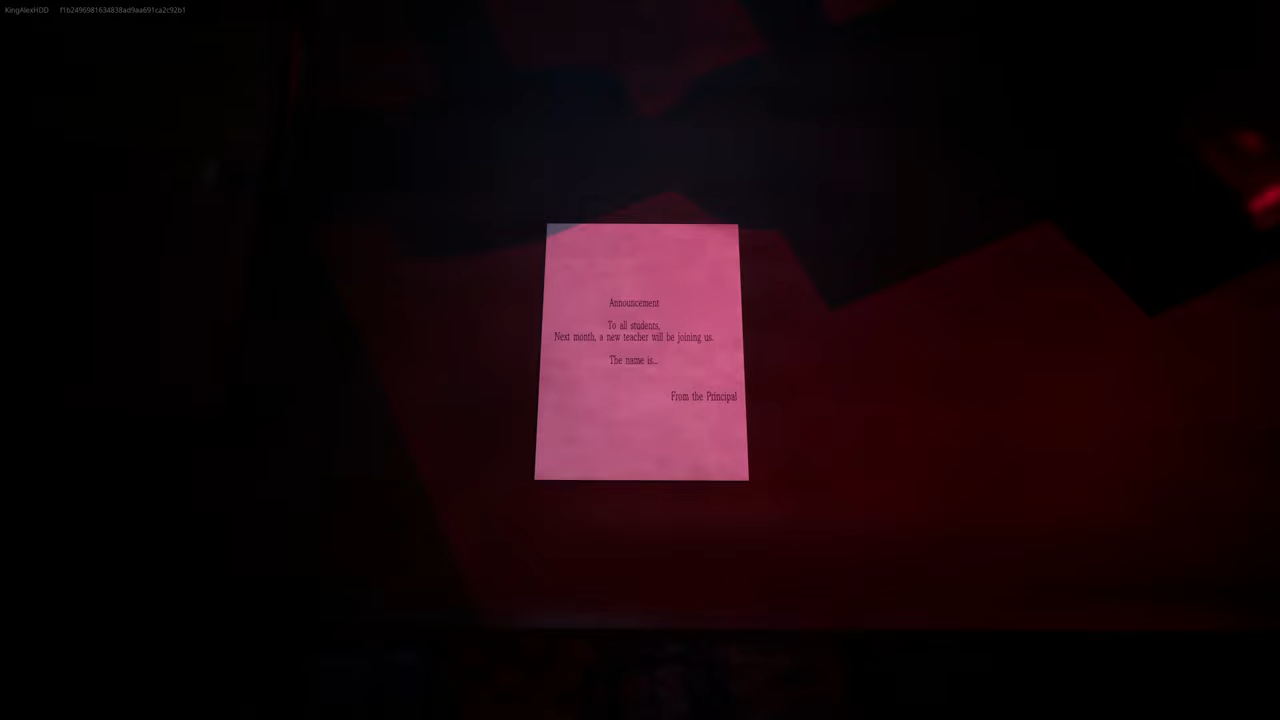 KingAlexHDD f1b2496981634838ad9aa691ca2c92b1
Announcement
To all students,
Next month, a new teacher will be joining us.
The name is...
From the Principal